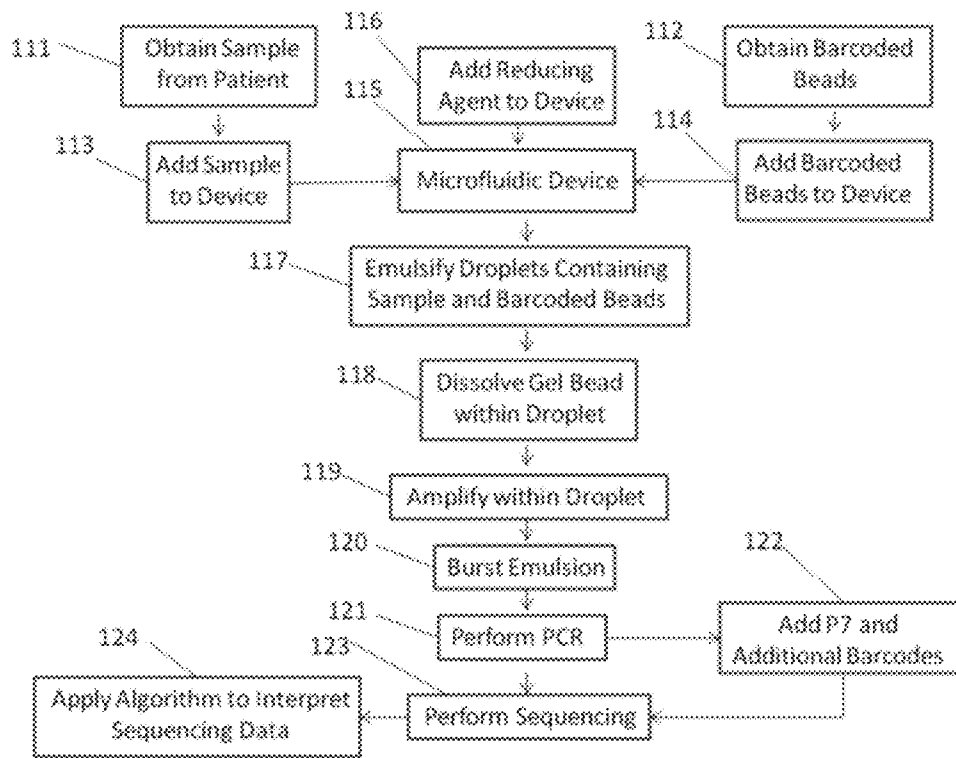 111
Obtain Sample
from Patient
116
Add Reducing
Agent to Device
112
Obtain Barcoded
Beads
113
Add Sample
to Device
115
Microfluidic Device
114
Add Barcoded
Beads to Device
117
Emulsify Droplets Containing
Sample and Barcoded Beads
118
Dissolve Gel Bead
within Droplet
119
Amplify within Droplet
120
Burst Emulsion
121
Perform PCR
122
Add P7 and
Additional Barcodes
123
Perform Sequencing
124
Apply Algorithm to Interpret
Sequencing Data